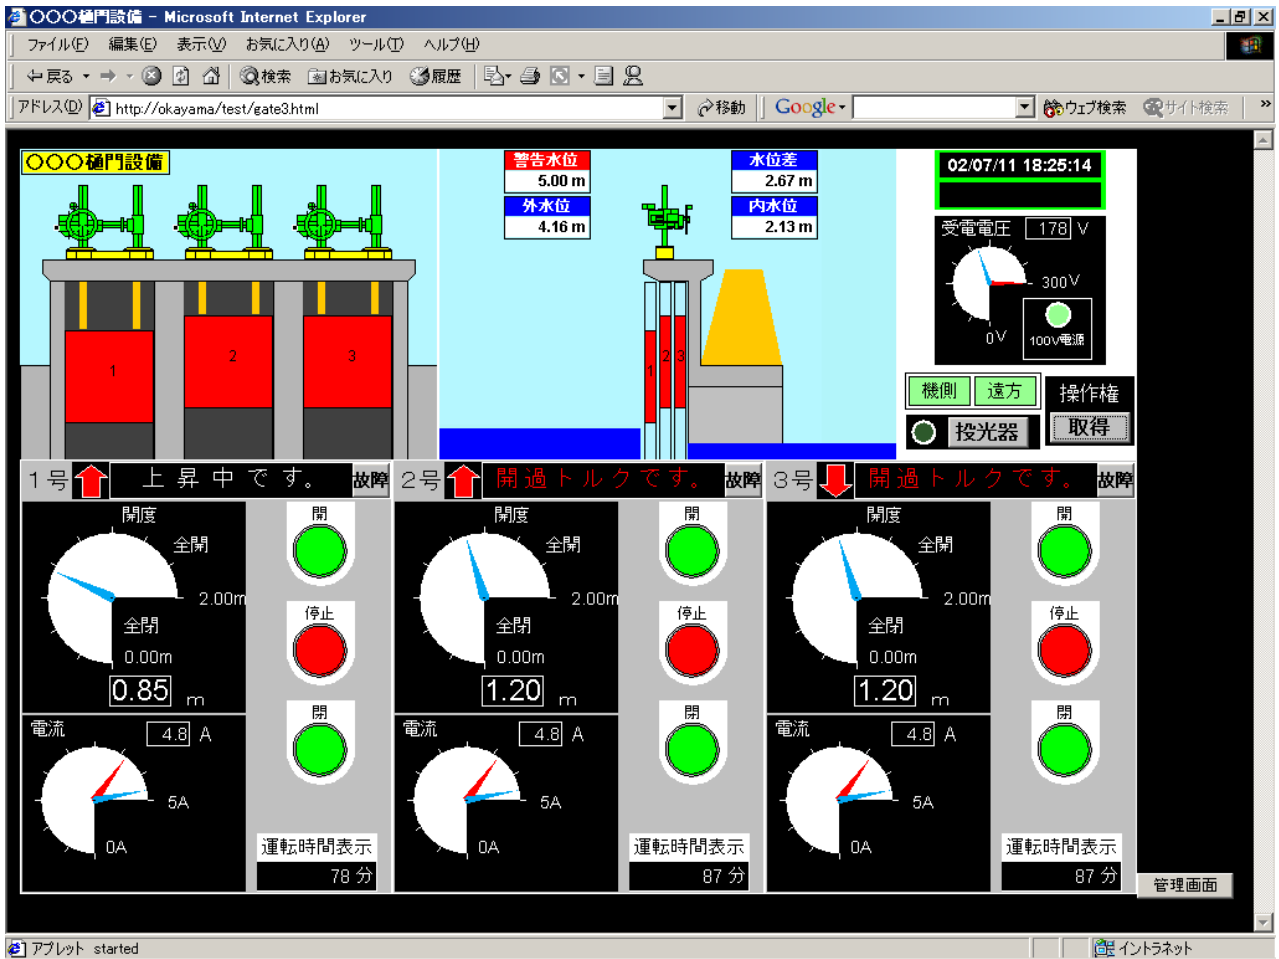 〇〇〇樋門設備 - Microsoft Internet Explorer
ファイル(F) 編集(E) 表示(V) お気に入り(A) ツール(T) ヘルプ(H)
戻る 検索 お気に入り 履歴
アドレス(D) http://okayama/test/gate3.html 移動 Google ウェブ検索 サイト検索 »
〇〇〇樋門設備
警告水位
5.00 m
水位差
2.67 m
外水位
4.16 m
内水位
2.13 m
1 2 3
1 2 3
02/07/11 18:25:14
受電電圧 178 V
300V
0V
100V電源
機側 遠方
操作権
取得
投光器
1号 上昇中です。 故障
開度
全開
2.00m
全閉
0.00m
0.85 m
開
停止
閉
電流 4.8 A
5A
0A
運転時間表示
78 分
2号 開過トルクです。 故障
開度
全開
2.00m
全閉
0.00m
1.20 m
開
停止
閉
電流 4.8 A
5A
0A
運転時間表示
87 分
3号 開過トルクです。 故障
開度
全開
2.00m
全閉
0.00m
1.20 m
開
停止
閉
電流 4.8 A
5A
0A
運転時間表示
87 分
管理画面
アプレット started
イントラネット